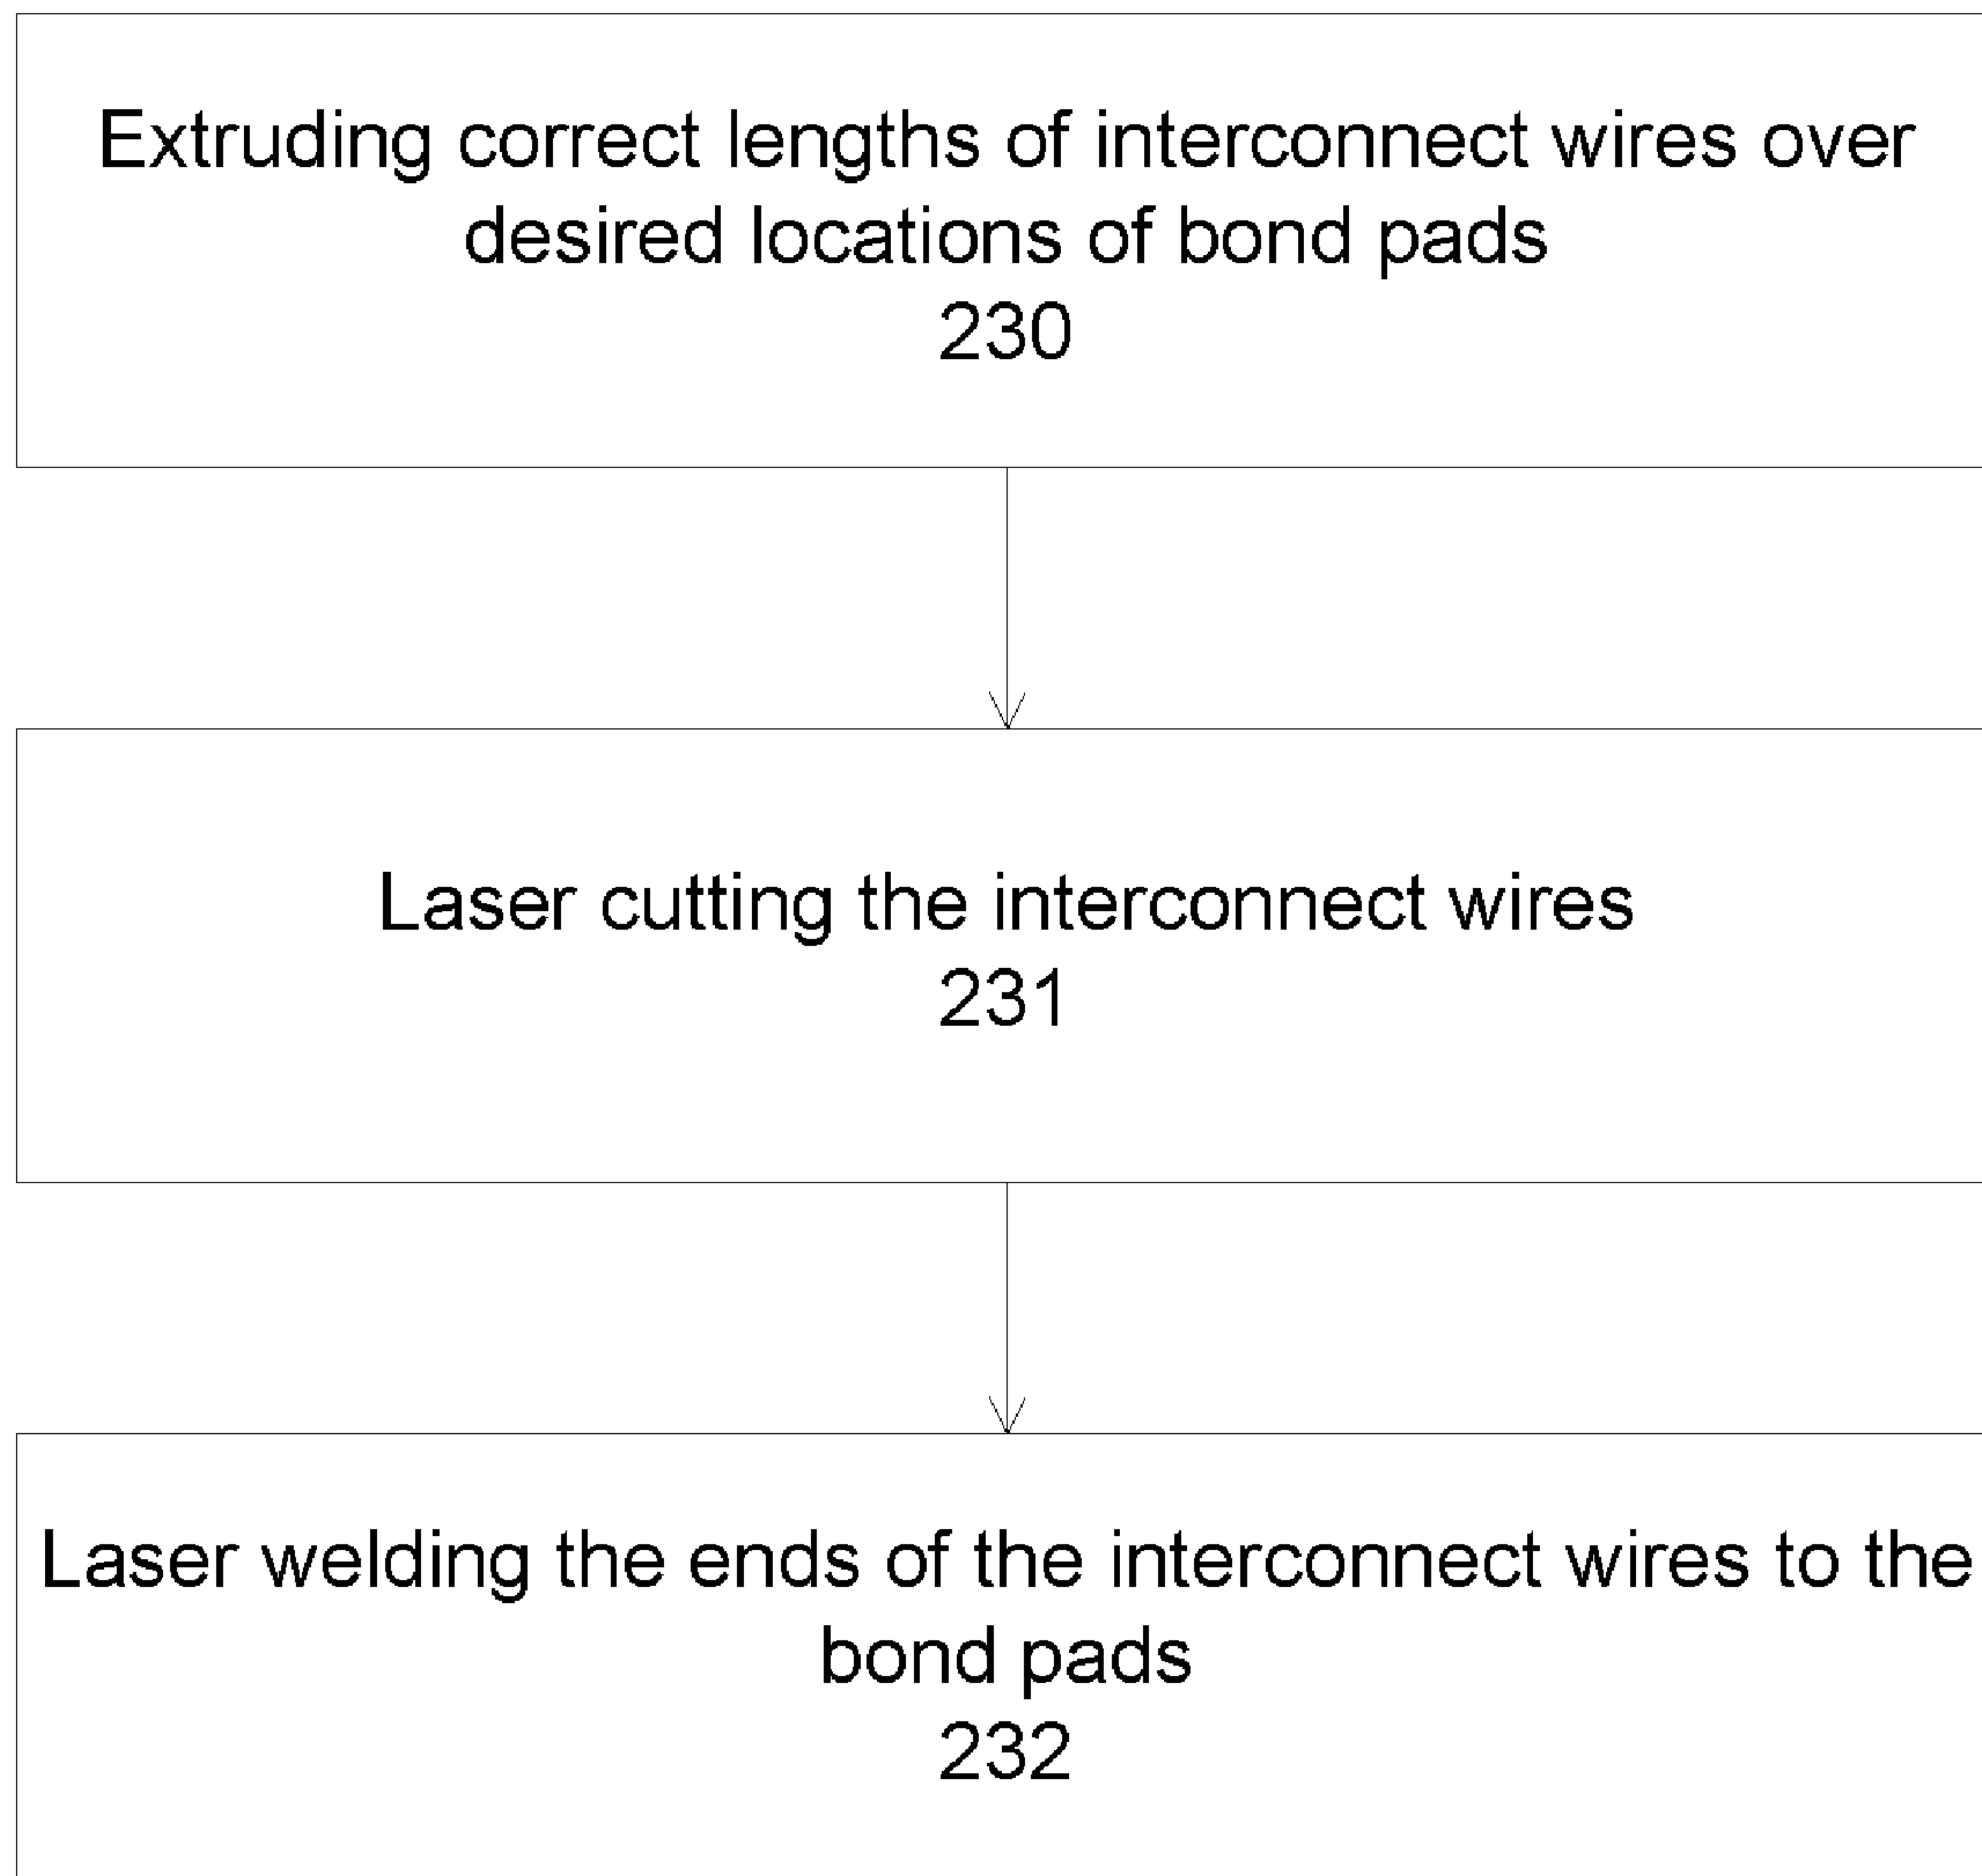 Extruding correct lengths of interconnect wires over
desired locations of bond pads
230
Laser cutting the interconnect wires
231
Laser welding the ends of the interconnect wires to the
bond pads
232